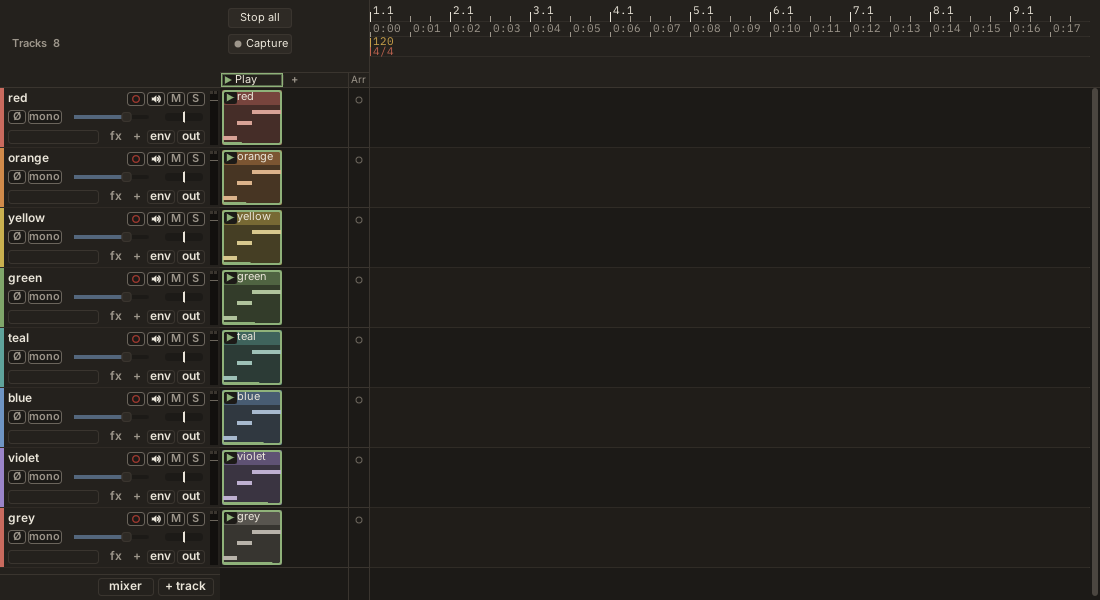 Stop all
Tracks 8
Capture
1.1 2.1 3.1 4.1 5.1 6.1 7.1 8.1 9.1
0:00 0:01 0:02 0:03 0:04 0:05 0:06 0:07 0:08 0:09 0:10 0:11 0:12 0:13 0:14 0:15 0:16 0:17
120
4/4
Play + Arr
red M S red
Ø mono
fx + env out
orange M S orange
Ø mono
fx + env out
yellow M S yellow
Ø mono
fx + env out
green M S green
Ø mono
fx + env out
teal M S teal
Ø mono
fx + env out
blue M S blue
Ø mono
fx + env out
violet M S violet
Ø mono
fx + env out
grey M S grey
Ø mono
fx + env out
mixer + track